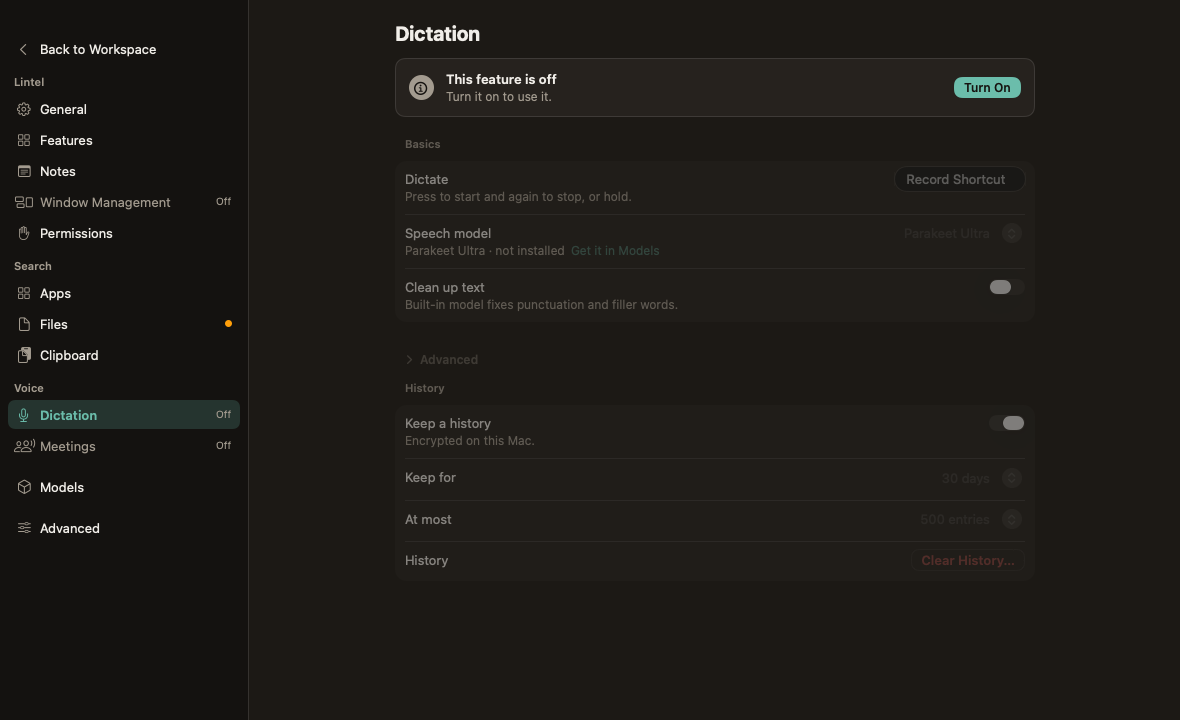 Back to Workspace
Lintel
General
Features
Notes
Window Management Off
Permissions
Search
Apps
Files
Clipboard
Voice
Dictation Off
Meetings Off
Models
Advanced
Dictation
This feature is off
Turn it on to use it.
Turn On
Basics
Dictate
Press to start and again to stop, or hold.
Record Shortcut
Speech model
Parakeet Ultra · not installed Get it in Models
Parakeet Ultra
Clean up text
Built-in model fixes punctuation and filler words.
Advanced
History
Keep a history
Encrypted on this Mac.
Keep for 30 days
At most 500 entries
History Clear History...